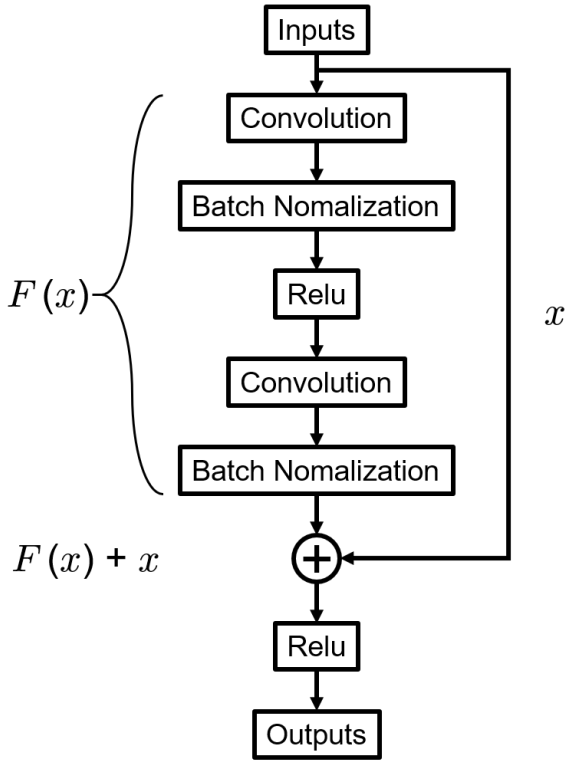 Inputs
Convolution
Batch Nomalization
F (x)
Relu
x
Convolution
Batch Nomalization
F (x) + x
+
Relu
Outputs